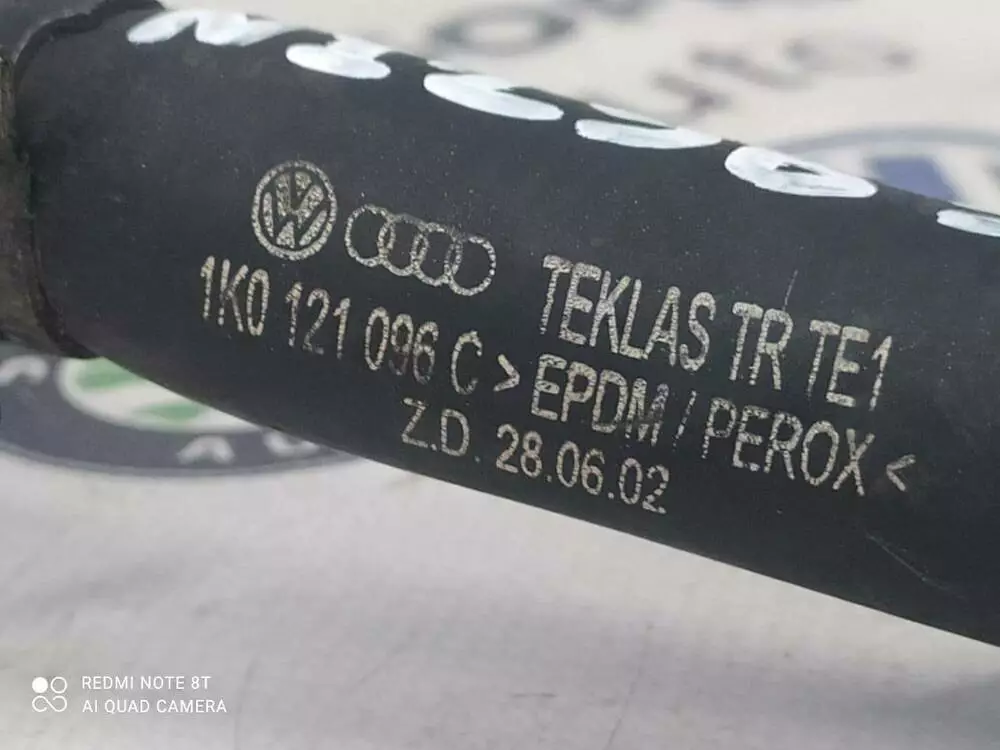 TEKLAS TR TE1
1K0 121 096 C >EPDM / PEROX<
Z.D. 28.06.02
REDMI NOTE 8T
AI QUAD CAMERA